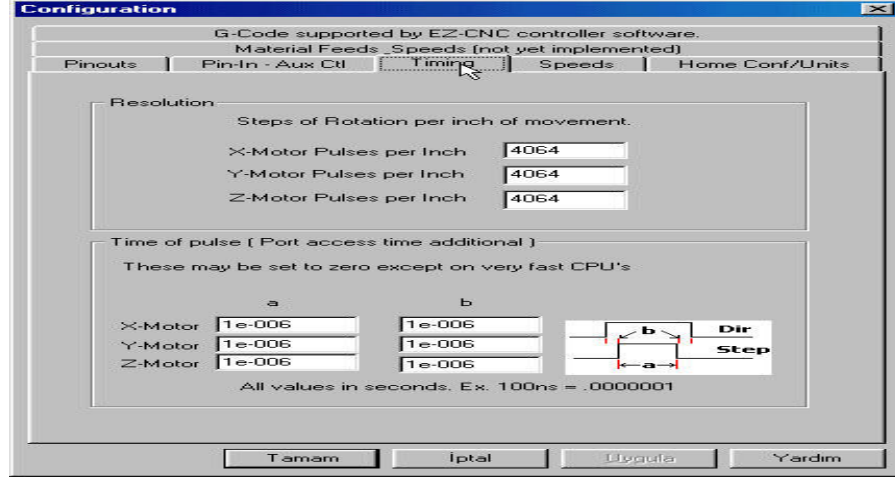 Configuration
G-Code supported by EZ-CNC controller software.
Material Feeds _Speeds (not yet implemented)
Pinouts Pin-In - Aux Ctl Timing Speeds Home Conf/Units
Resolution
Steps of Rotation per inch of movement.
X-Motor Pulses per Inch 4064
Y-Motor Pulses per Inch 4064
Z-Motor Pulses per Inch 4064
Time of pulse ( Port access time additional )
These may be set to zero except on very fast CPU's
a b
X-Motor 1e-006 1e-006
Y-Motor 1e-006 1e-006
Z-Motor 1e-006 1e-006
b Dir
Step
a
All values in seconds. Ex. 100ns = .0000001
Tamam İptal Uygula Yardım